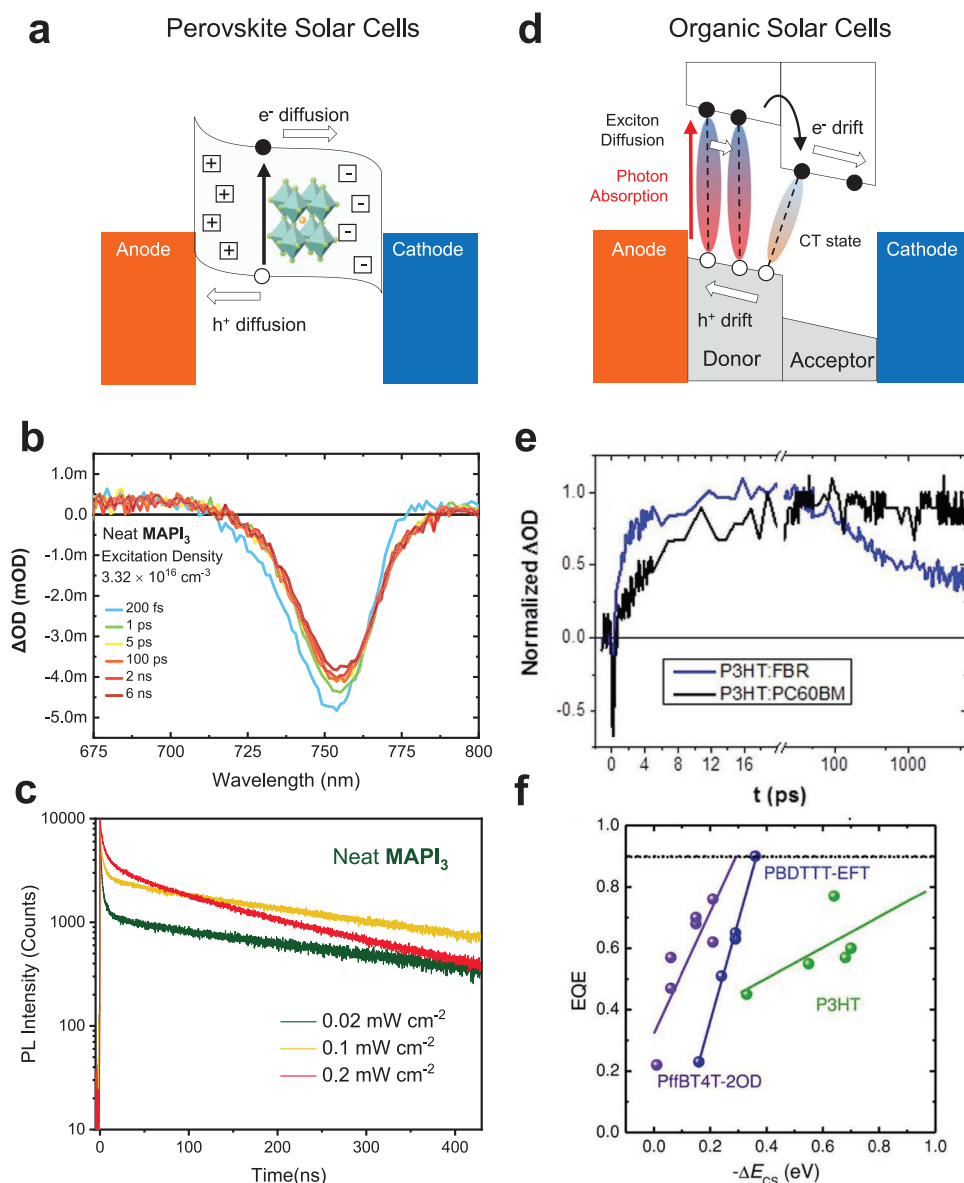 a
Perovskite Solar Cells
e⁻ diffusion
+
+
+
+
-
-
-
-
Anode
Cathode
h⁺ diffusion
d
Organic Solar Cells
Exciton
Diffusion
e⁻ drift
Photon
Absorption
Anode
CT state
Cathode
h⁺ drift
Donor
Acceptor
b
1.0m
0.0
-1.0m
-2.0m
-3.0m
-4.0m
-5.0m
ΔOD (mOD)
Neat MAPI₃
Excitation Density
3.32 × 10¹⁶ cm⁻³
200 fs
1 ps
5 ps
100 ps
2 ns
6 ns
675 700 725 750 775 800
Wavelength (nm)
e
Normalized ΔOD
1.0
0.5
0.0
-0.5
P3HT:FBR
P3HT:PC60BM
0 4 8 12 16 100 1000
t (ps)
c
PL Intensity (Counts)
10000
1000
100
10
Neat MAPI₃
0.02 mW cm⁻²
0.1 mW cm⁻²
0.2 mW cm⁻²
0 100 200 300 400
Time(ns)
f
EQE
1.0
0.8
0.6
0.4
0.2
0.0
PBDTTT-EFT
P3HT
PffBT4T-2OD
0.0 0.2 0.4 0.6 0.8 1.0
-ΔE_CS (eV)